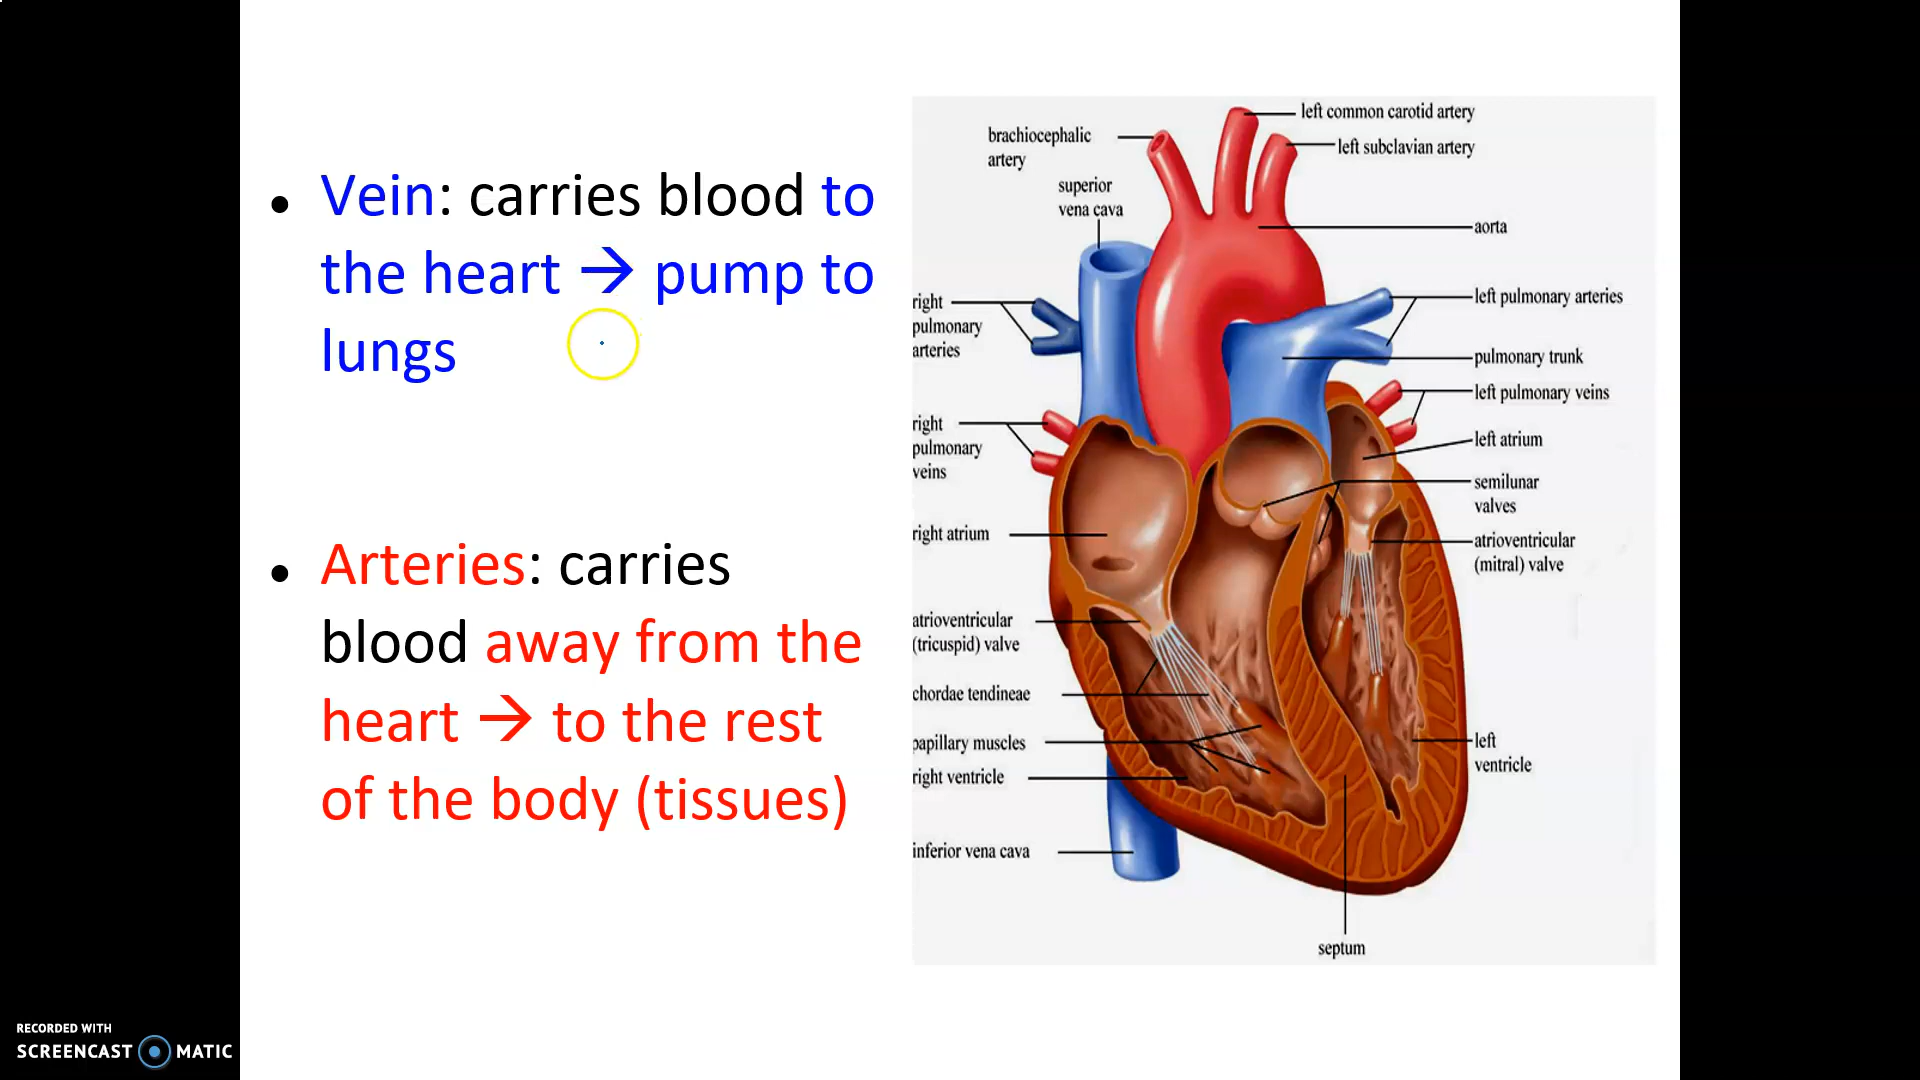 • Vein: carries blood to
the heart → pump to
lungs
• Arteries: carries
blood away from the
heart → to the rest
of the body (tissues)
left common carotid artery
brachiocephalic
artery
left subclavian artery
superior
vena cava
aorta
right
pulmonary
arteries
left pulmonary arteries
pulmonary trunk
left pulmonary veins
right
pulmonary
veins
left atrium
semilunar
valves
right atrium
atrioventricular
(mitral) valve
atrioventricular
(tricuspid) valve
chordae tendineae
papillary muscles
right ventricle
left
ventricle
inferior vena cava
septum
RECORDED WITH
SCREENCAST MATIC